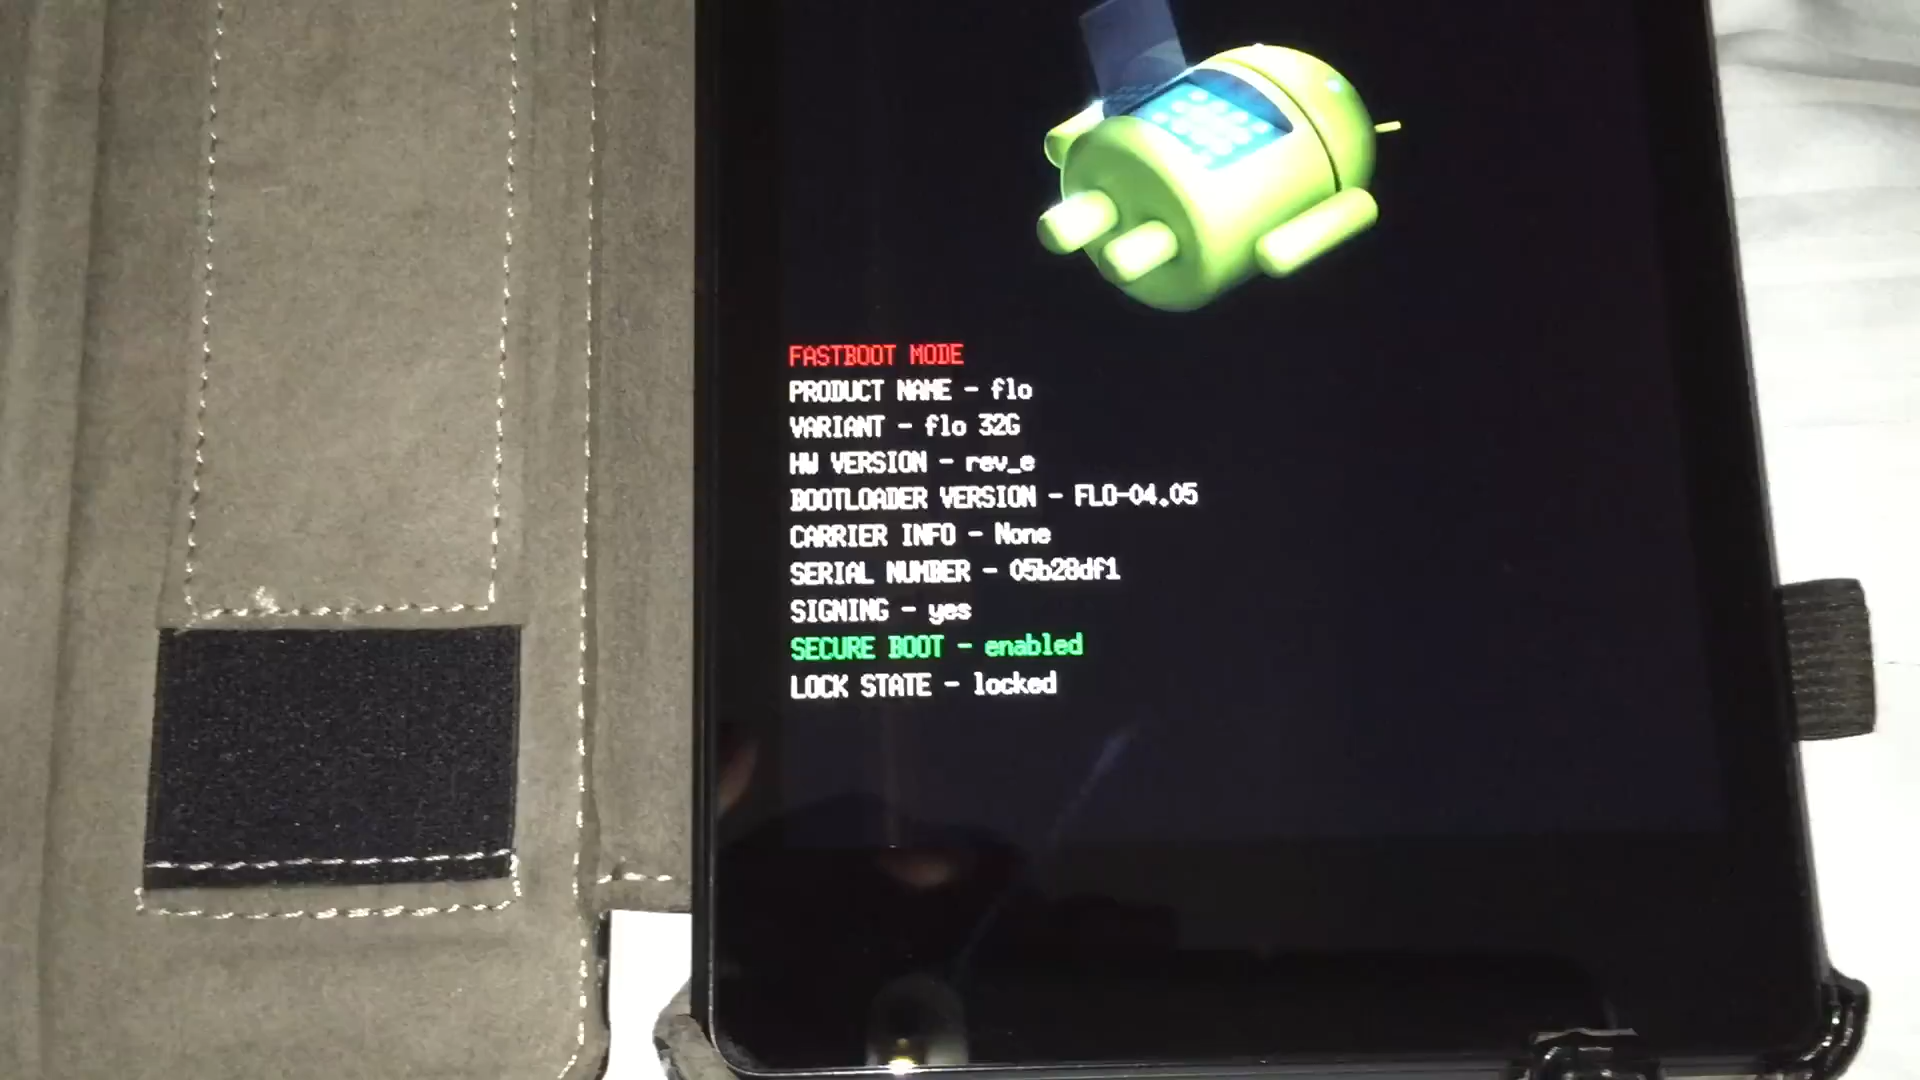 FASTBOOT MODE
PRODUCT NAME - flo
VARIANT - flo 32G
HW VERSION - rev_e
BOOTLOADER VERSION - FLO-04.05
CARRIER INFO - None
SERIAL NUMBER - 05b28df1
SIGNING - yes
SECURE BOOT - enabled
LOCK STATE - locked